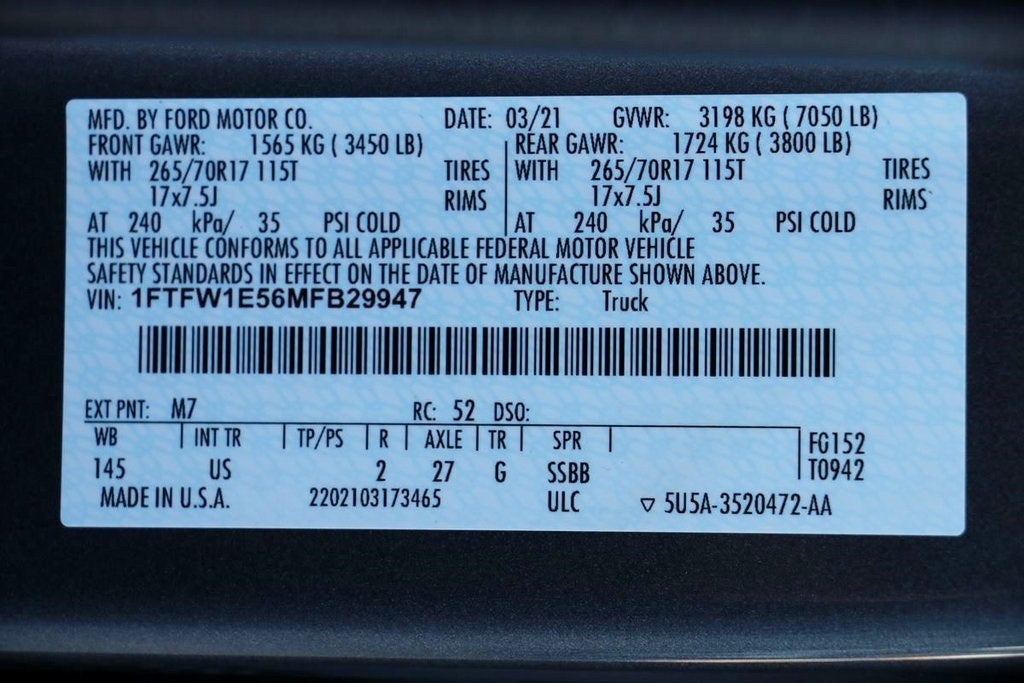 MFD. BY FORD MOTOR CO. DATE: 03/21 GVWR: 3198 KG ( 7050 LB)
FRONT GAWR: 1565 KG ( 3450 LB) REAR GAWR: 1724 KG ( 3800 LB)
WITH 265/70R17 115T TIRES WITH 265/70R17 115T TIRES
17x7.5J RIMS 17x7.5J RIMS
AT 240 kPa/ 35 PSI COLD AT 240 kPa/ 35 PSI COLD
THIS VEHICLE CONFORMS TO ALL APPLICABLE FEDERAL MOTOR VEHICLE
SAFETY STANDARDS IN EFFECT ON THE DATE OF MANUFACTURE SHOWN ABOVE.
VIN: 1FTFW1E56MFB29947 TYPE: Truck
EXT PNT: M7 RC: 52 DSO:
WB INT TR TP/PS R AXLE TR SPR FG152
145 US 2 27 G SSBB T0942
MADE IN U.S.A. 2202103173465 ULC ▽ 5U5A-3520472-AA